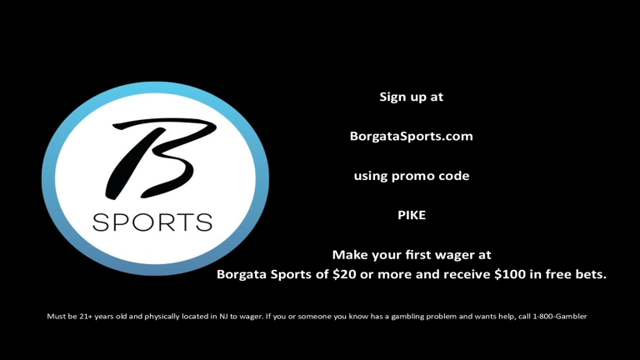 B
SPORTS
Sign up at
BorgataSports.com
using promo code
PIKE
Make your first wager at
Borgata Sports of $20 or more and receive $100 in free bets.
Must be 21+ years old and physically located in NJ to wager. If you or someone you know has a gambling problem and wants help, call 1-800-Gambler